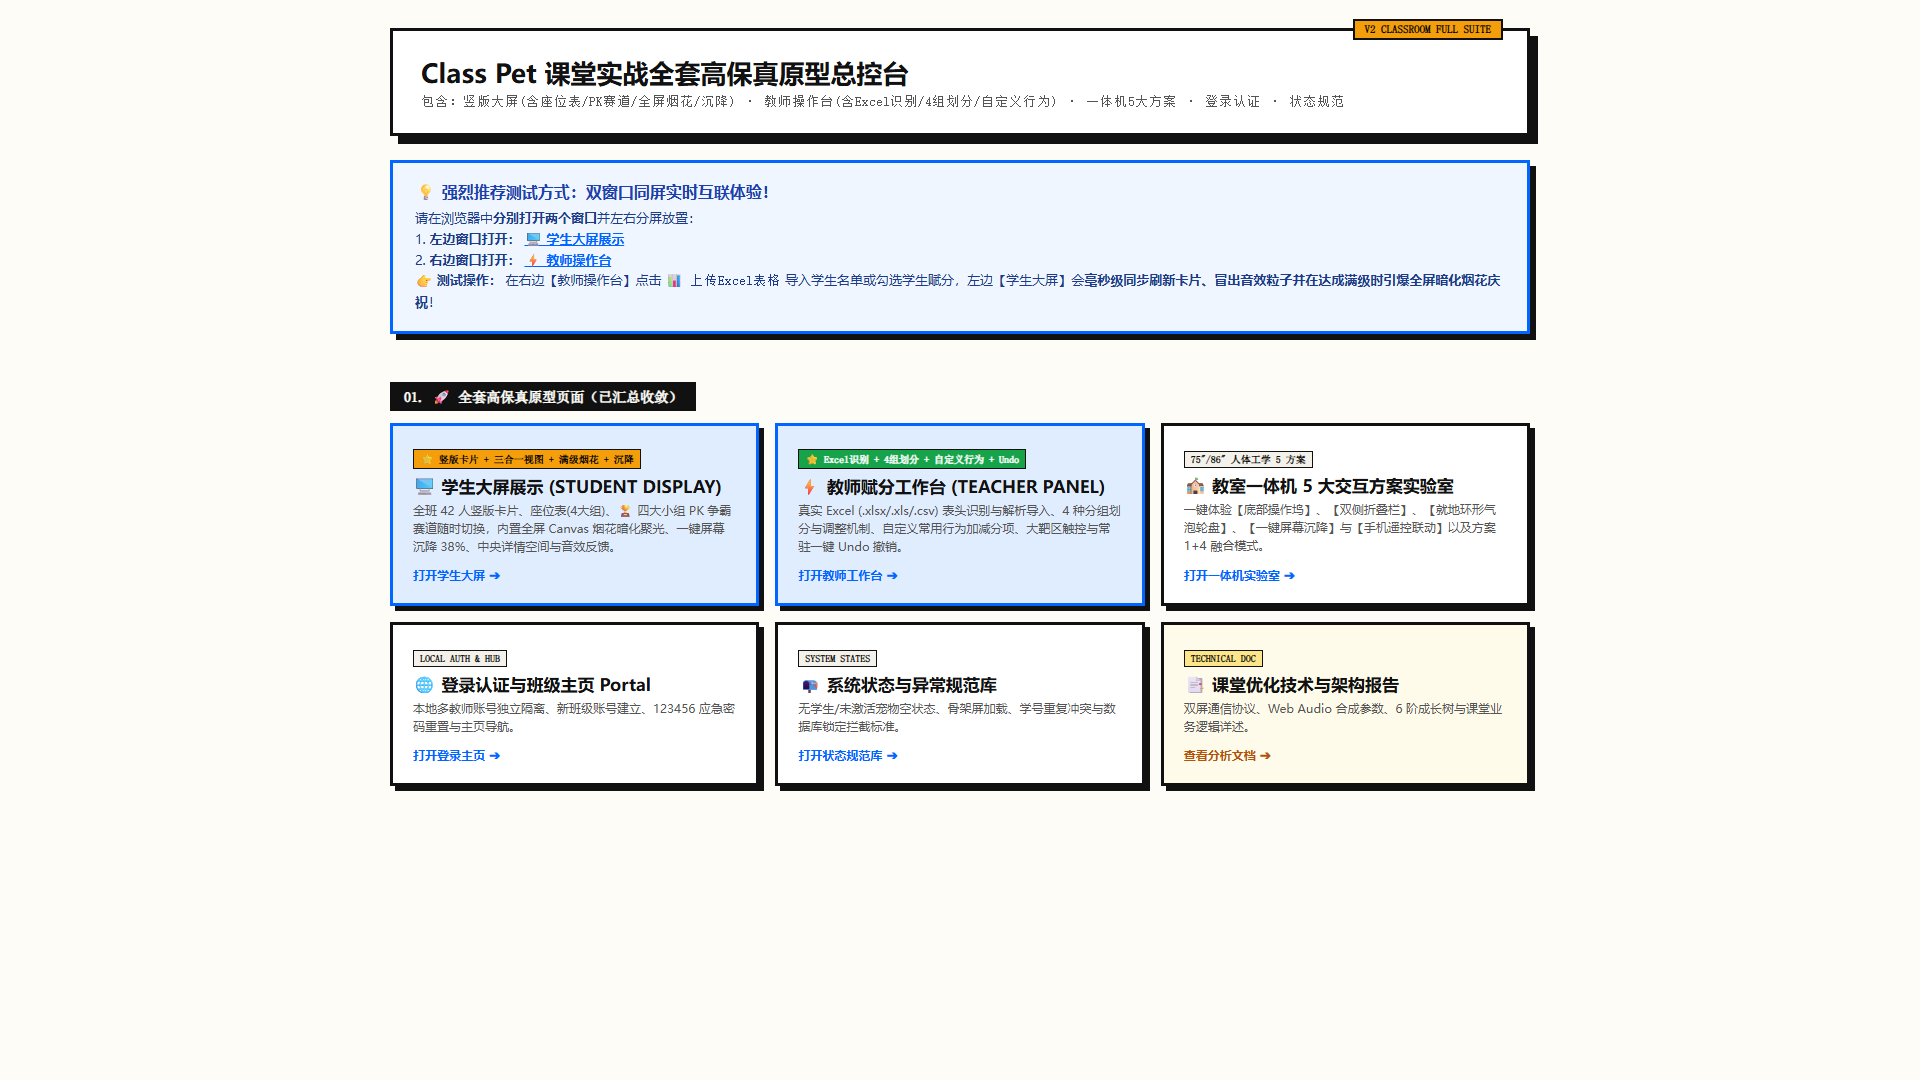 V2 CLASSROOM FULL SUITE
Class Pet 课堂实战全套高保真原型总控台
包含：竖版大屏(含座位表/PK赛道/全屏烟花/沉降) · 教师操作台(含Excel识别/4组划分/自定义行为) · 一体机5大方案 · 登录认证 · 状态规范
💡 强烈推荐测试方式：双窗口同屏实时互联体验！
请在浏览器中分别打开两个窗口并左右分屏放置：
1. 左边窗口打开： 🖥️ 学生大屏展示
2. 右边窗口打开： ⚡ 教师操作台
👉 测试操作： 在右边【教师操作台】点击 📊 上传Excel表格 导入学生名单或勾选学生赋分，左边【学生大屏】会毫秒级同步刷新卡片、冒出音效粒子并在达成满级时引爆全屏暗化烟花庆
祝！
01. 🚀 全套高保真原型页面（已汇总收敛）
⭐ 竖版卡片 + 三合一视图 + 满级烟花 + 沉降
🖥️ 学生大屏展示 (STUDENT DISPLAY)
全班 42 人竖版卡片、座位表(4大组)、🏆 四大小组 PK 争霸
赛道随时切换，内置全屏 Canvas 烟花暗化聚光、一键屏幕
沉降 38%、中央详情空间与音效反馈。
打开学生大屏 ➔
⭐ Excel识别 + 4组划分 + 自定义行为 + Undo
⚡ 教师赋分工作台 (TEACHER PANEL)
真实 Excel (.xlsx/.xls/.csv) 表头识别与解析导入、4 种分组划
分与调整机制、自定义常用行为加减分项、大靶区触控与常
驻一键 Undo 撤销。
打开教师工作台 ➔
75"/86" 人体工学 5 方案
🏫 教室一体机 5 大交互方案实验室
一键体验【底部操作坞】、【双侧折叠栏】、【就地环形气
泡轮盘】、【一键屏幕沉降】与【手机遥控联动】以及方案
1+4 融合模式。
打开一体机实验室 ➔
LOCAL AUTH & HUB
🌐 登录认证与班级主页 Portal
本地多教师账号独立隔离、新班级账号建立、123456 应急密
码重置与主页导航。
打开登录主页 ➔
SYSTEM STATES
📭 系统状态与异常规范库
无学生/未激活宠物空状态、骨架屏加载、学号重复冲突与数
据库锁定拦截标准。
打开状态规范库 ➔
TECHNICAL DOC
📑 课堂优化技术与架构报告
双屏通信协议、Web Audio 合成参数、6 阶成长树与课堂业
务逻辑详述。
查看分析文档 ➔